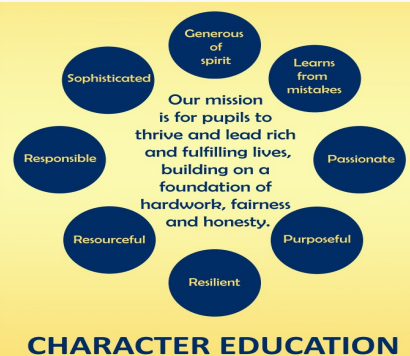 Generous
of
spirit
Learns
from
mistakes
Passionate
Purposeful
Resilient
Resourceful
Responsible
Sophisticated
Our mission
is for pupils to
thrive and lead rich
and fulfilling lives,
building on a
foundation of
hardwork, fairness
and honesty.
CHARACTER EDUCATION